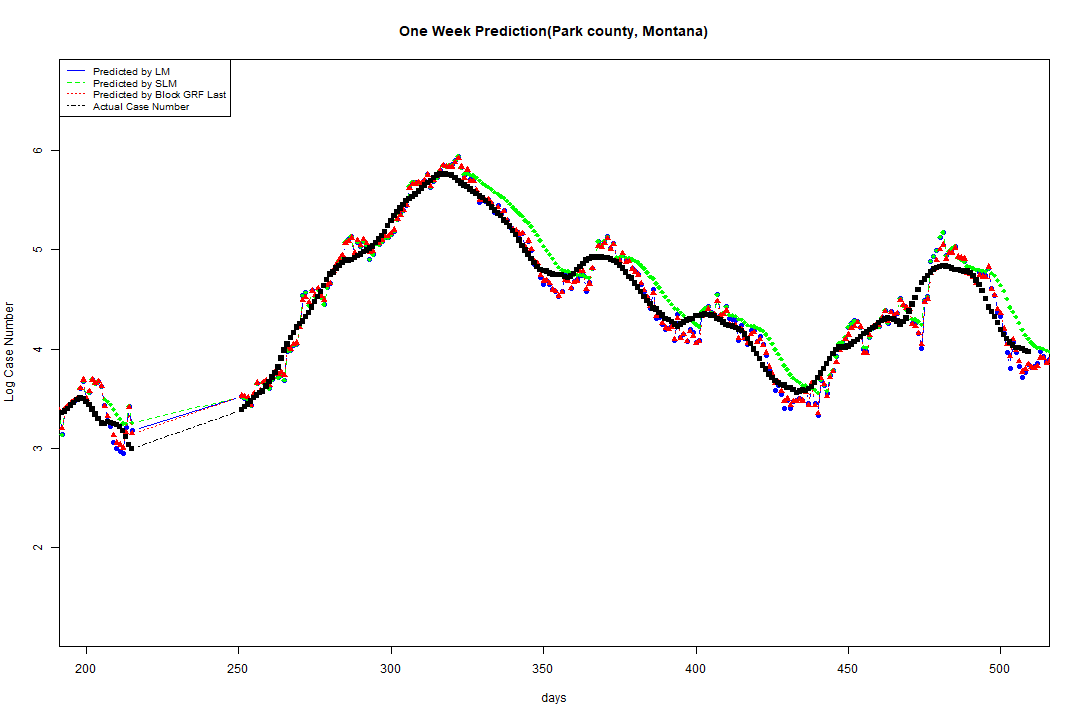 One Week Prediction(Park county, Montana)
Predicted by LM
Predicted by SLM
Predicted by Block GRF Last
Actual Case Number
Log Case Number
6
5
4
3
2
200 250 300 350 400 450 500
days